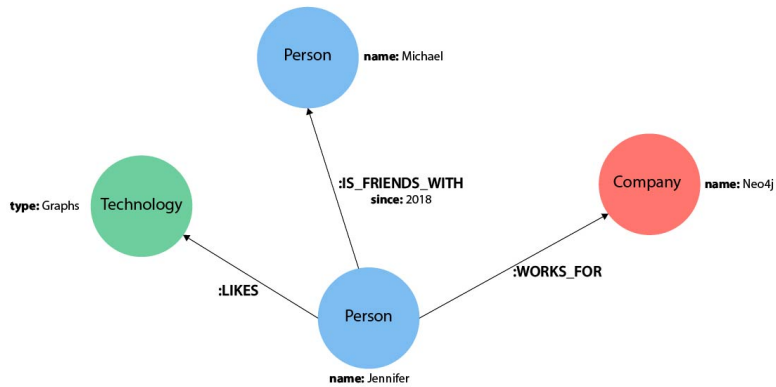 Person
name: Michael
Technology
type: Graphs
:IS_FRIENDS_WITH
since: 2018
Company
name: Neo4j
:LIKES
:WORKS_FOR
Person
name: Jennifer